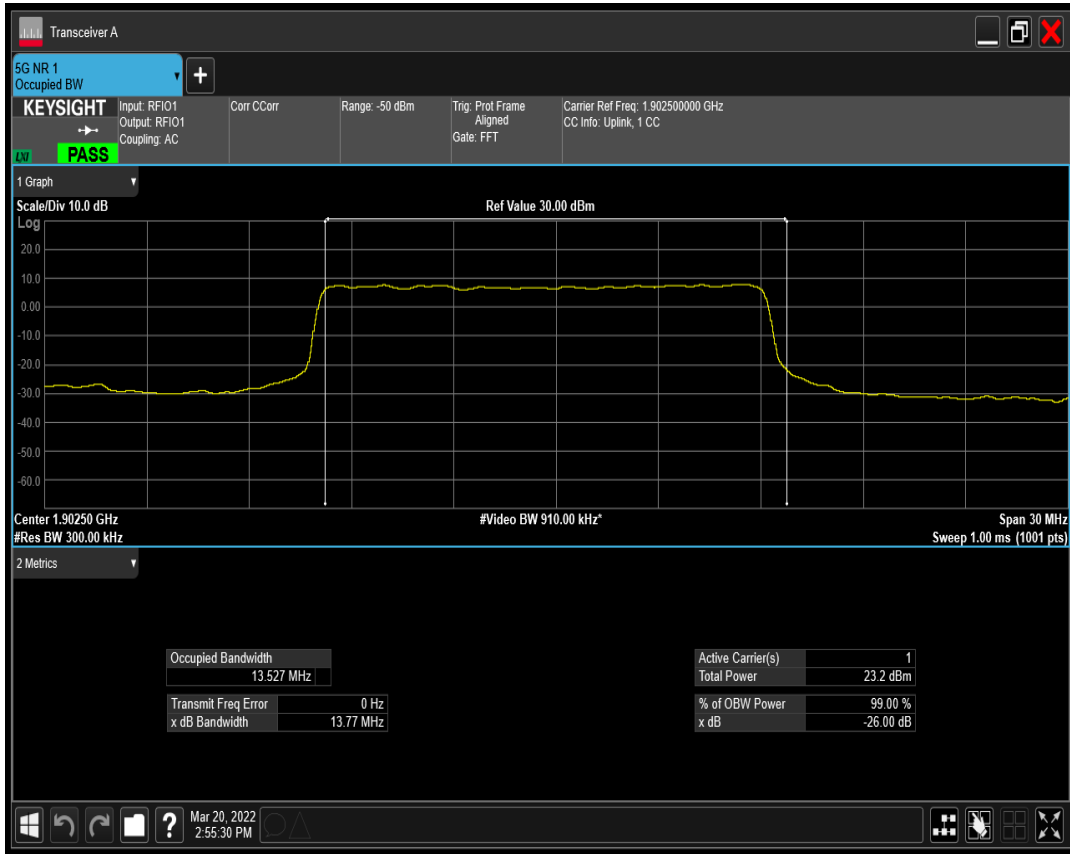 Transceiver A
5G NR 1
Occupied BW
+
KEYSIGHT
LXI
PASS
Input: RFIO1
Output: RFIO1
Coupling: AC
Corr CCorr
Range: -50 dBm
Trig: Prot Frame
Aligned
Gate: FFT
Carrier Ref Freq: 1.902500000 GHz
CC Info: Uplink, 1 CC
1 Graph
Scale/Div 10.0 dB
Ref Value 30.00 dBm
Log
20.0
10.0
0.00
-10.0
-20.0
-30.0
-40.0
-50.0
-60.0
Center 1.90250 GHz
#Video BW 910.00 kHz*
Span 30 MHz
#Res BW 300.00 kHz
Sweep 1.00 ms (1001 pts)
2 Metrics
Occupied Bandwidth
13.527 MHz
Transmit Freq Error 0 Hz
x dB Bandwidth 13.77 MHz
Active Carrier(s) 1
Total Power 23.2 dBm
% of OBW Power 99.00 %
x dB -26.00 dB
?
Mar 20, 2022
2:55:30 PM